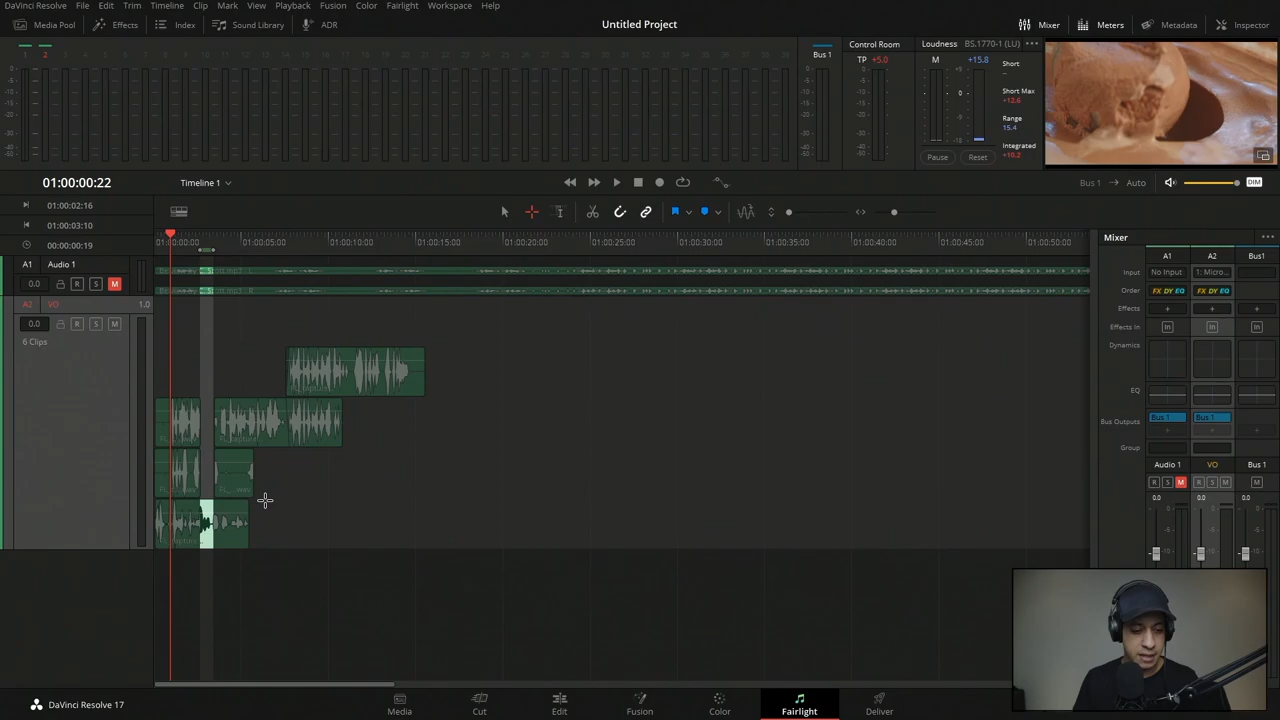 DaVinci Resolve File Edit Trim Timeline Clip Mark View Playback Fusion Color Fairlight Workspace Help
Media Pool Effects Index Sound Library ADR Untitled Project Mixer Meters Metadata Inspector
1 2 Bus 1 Control Room Loudness BS.1770-1 (LU)
TP +5.0 M +15.8 Short
Short Max
+12.6
Range
15.4
Integrated
+10.2
Pause Reset
01:00:00:22 Timeline 1 Bus 1 Auto DIM
01:00:02:16
01:00:03:10
00:00:00:19
01:00:00:00 01:00:05:00 01:00:10:00 01:00:15:00 01:00:20:00 01:00:25:00 01:00:30:00 01:00:35:00 01:00:40:00 01:00:45:00 01:00:50:00
A1 Audio 1
0.0 R S M
A2 VO 1.0
0.0 R S M
6 Clips
Mixer
A1 A2 Bus1
Input No Input 1: Micro...
Order FX DY EQ FX DY EQ FX DY EQ
Effects
Effects In
Dynamics
EQ
Bus Outputs Bus 1 Bus 1
Group
Audio 1 VO Bus 1
R S M R S M M
0.0 0.0 0.0
DaVinci Resolve 17 Media Cut Edit Fusion Color Fairlight Deliver